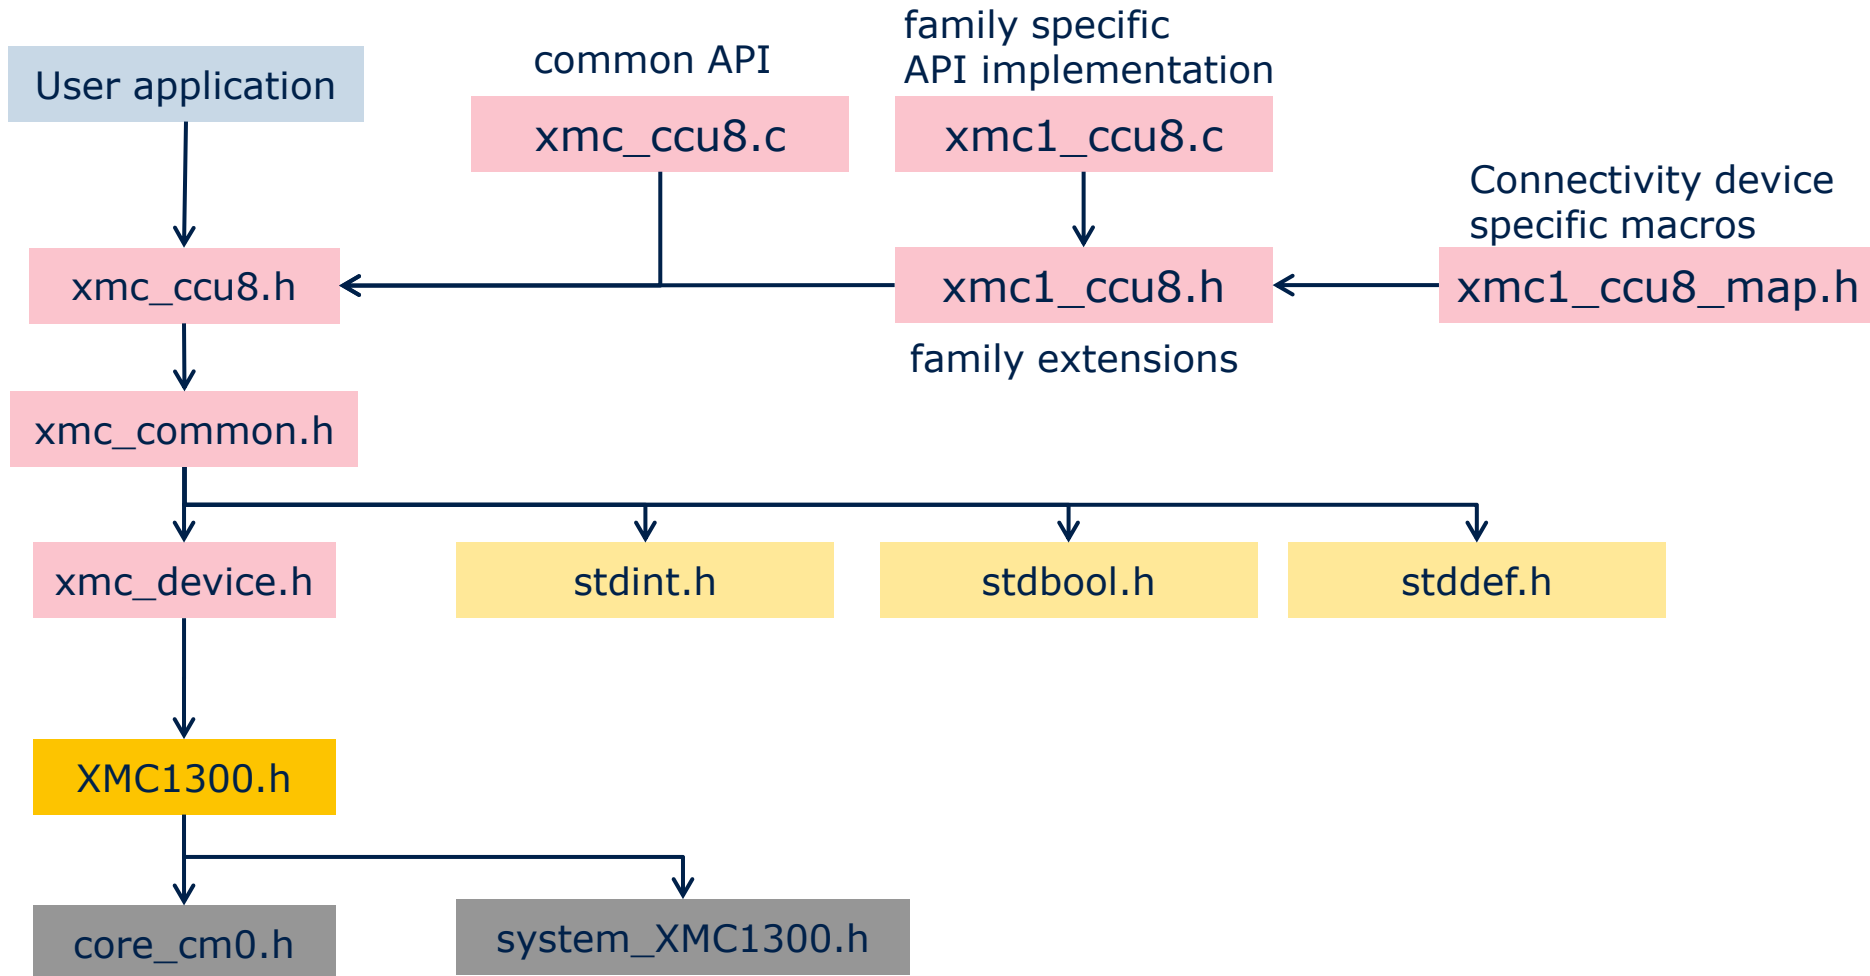 family specific
API implementation
common API
User application
xmc_ccu8.c
xmc1_ccu8.c
Connectivity device
specific macros
xmc_ccu8.h
xmc1_ccu8.h
xmc1_ccu8_map.h
family extensions
xmc_common.h
xmc_device.h
stdint.h
stdbool.h
stddef.h
XMC1300.h
core_cm0.h
system_XMC1300.h